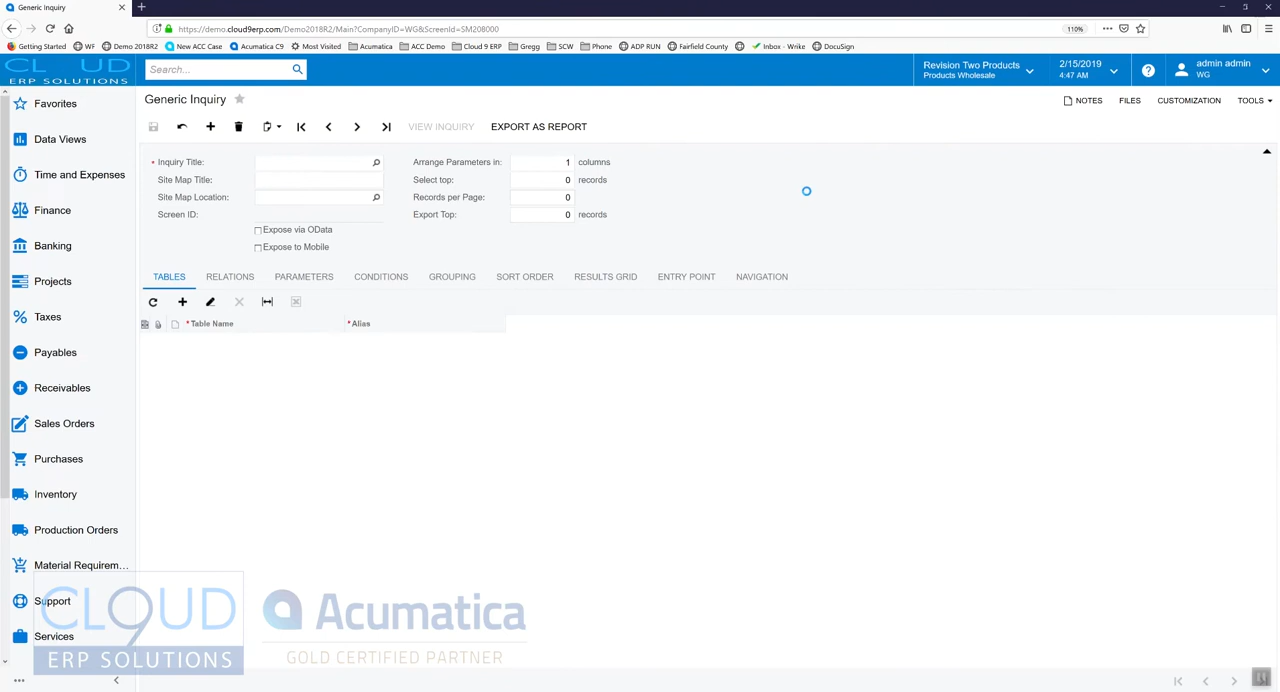 Generic Inquiry
https://demo.cloud9erp.com/Demo2018R2/Main?CompanyID=WG&ScreenId=SM208000
110%
Getting Started
WF
Demo 2018R2
New ACC Case
Acumatica C9
Most Visited
Acumatica
ACC Demo
Cloud 9 ERP
Gregg
SCW
Phone
ADP RUN
Fairfield County
Inbox - Wrike
DocuSign
CL UD
ERP SOLUTIONS
Search...
Revision Two Products
Products Wholesale
2/15/2019
4:47 AM
admin admin
WG
Favorites
Data Views
Time and Expenses
Finance
Banking
Projects
Taxes
Payables
Receivables
Sales Orders
Purchases
Inventory
Production Orders
Material Requirem...
Support
Services
Generic Inquiry
NOTES
FILES
CUSTOMIZATION
TOOLS
VIEW INQUIRY
EXPORT AS REPORT
* Inquiry Title:
Site Map Title:
Site Map Location:
Screen ID:
Expose via OData
Expose to Mobile
Arrange Parameters in: 1 columns
Select top: 0 records
Records per Page: 0
Export Top: 0 records
TABLES
RELATIONS
PARAMETERS
CONDITIONS
GROUPING
SORT ORDER
RESULTS GRID
ENTRY POINT
NAVIGATION
* Table Name
* Alias
CL9UD
ERP SOLUTIONS
Acumatica
GOLD CERTIFIED PARTNER